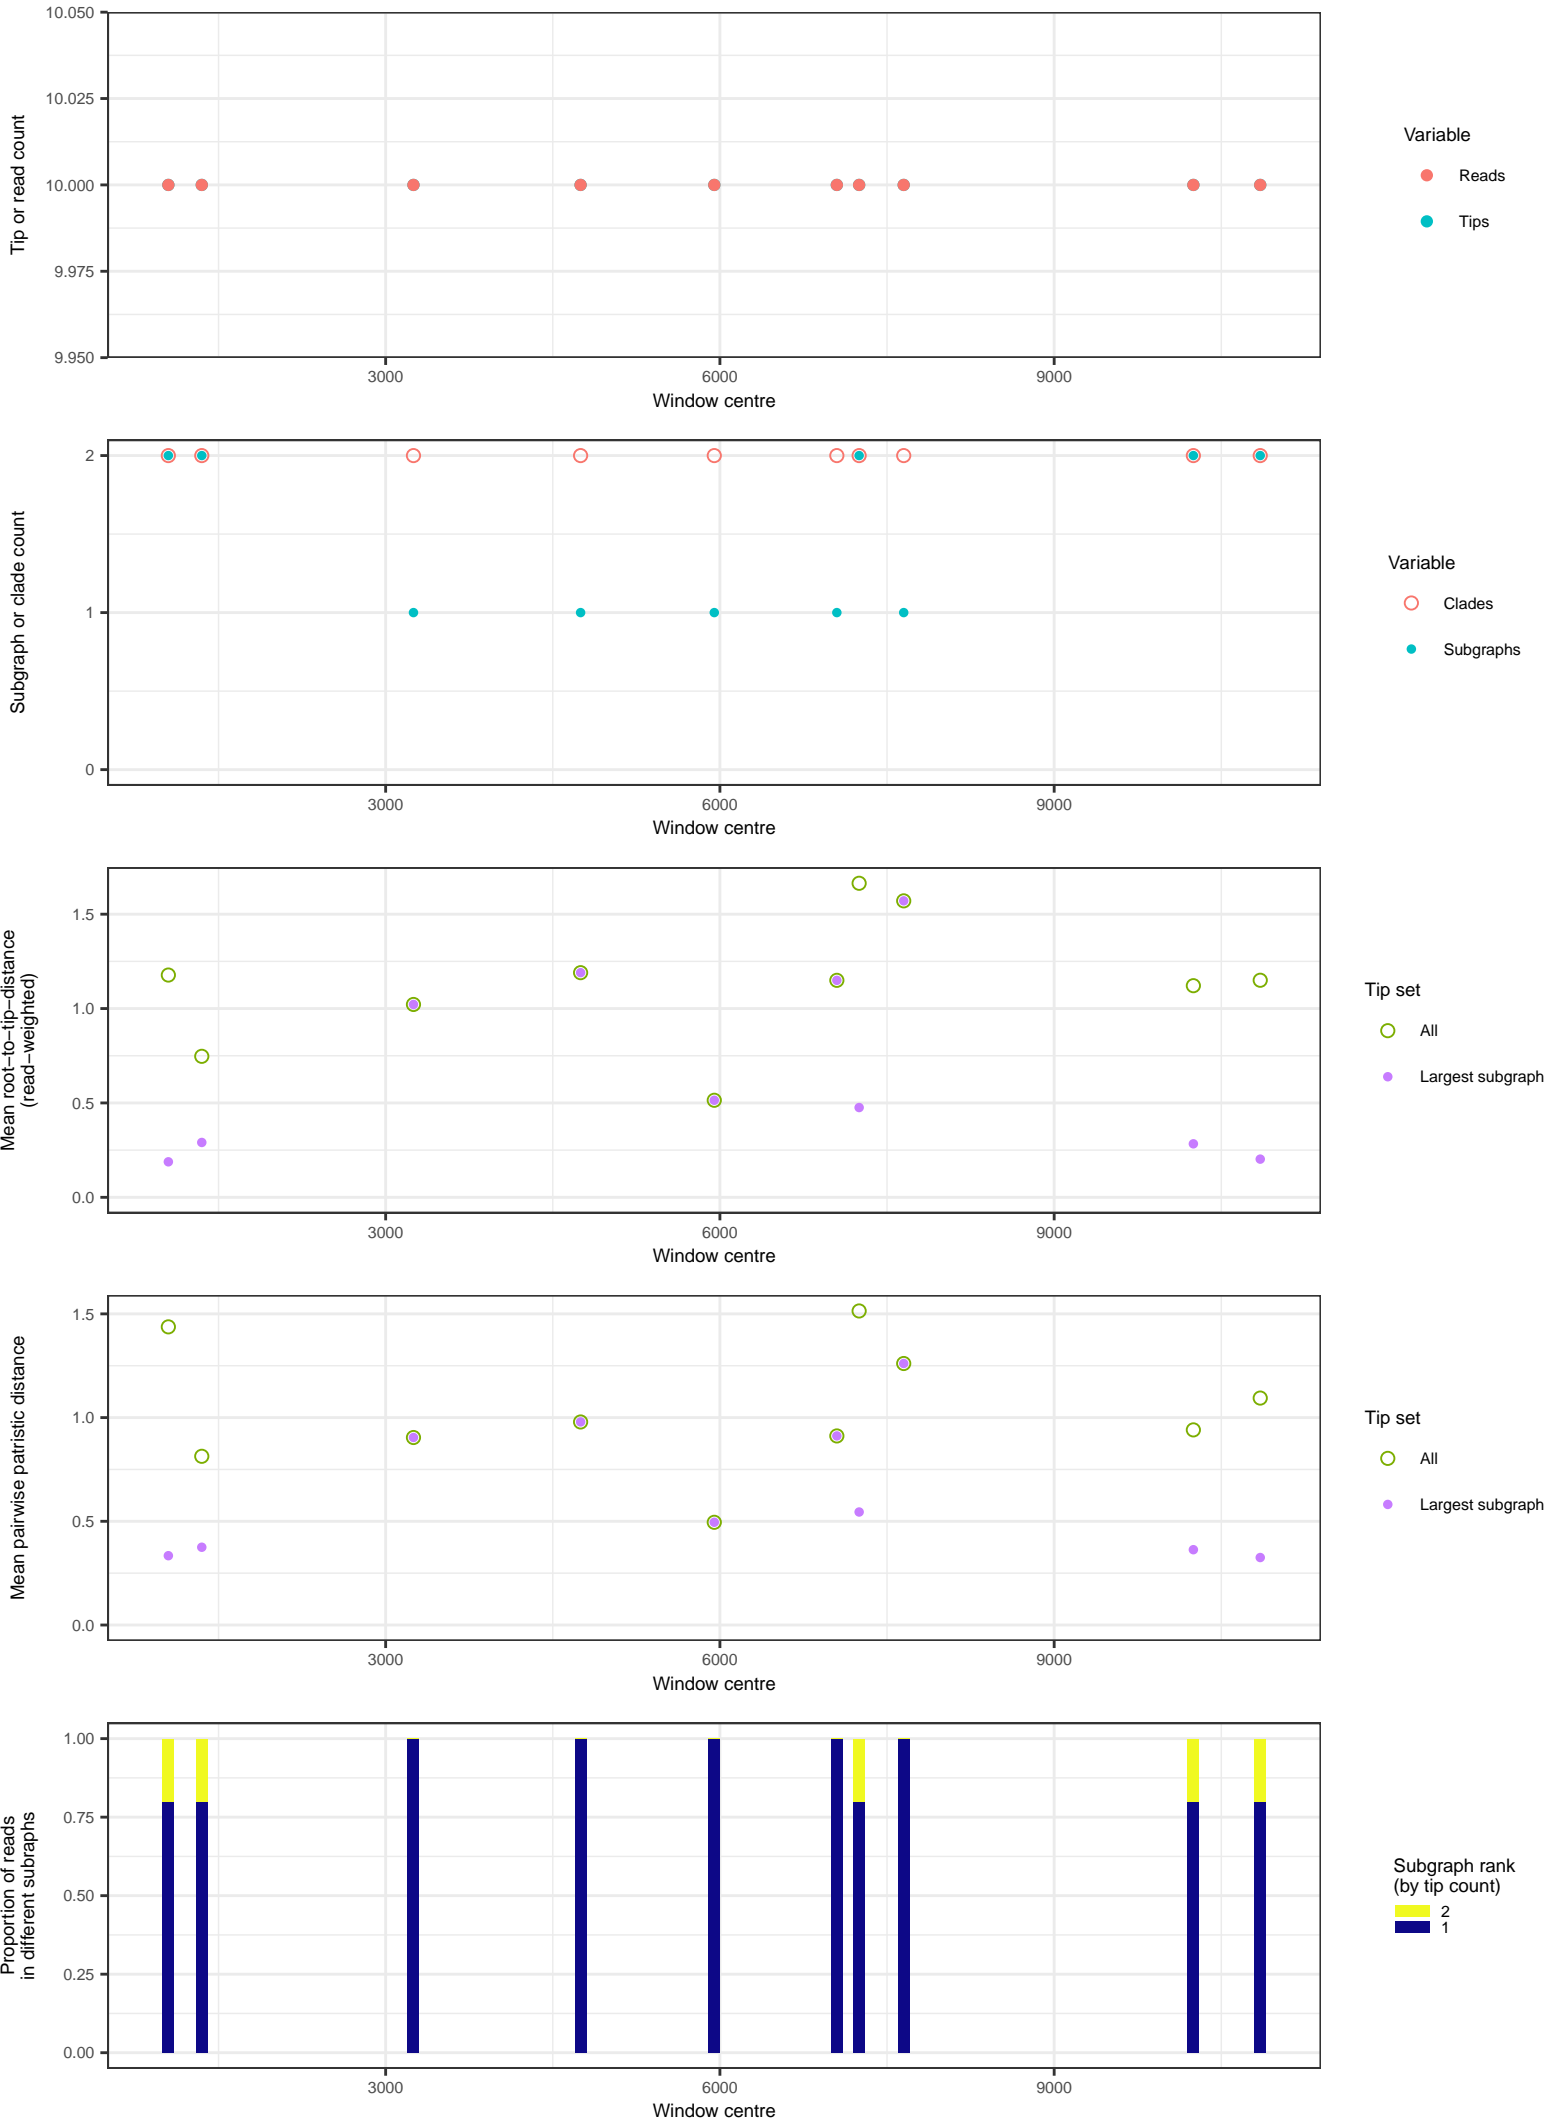 10.050
10.025
10.000
9.975
9.950
Tip or read count
3000 6000 9000
Window centre
Variable
Reads
Tips
2
1
0
Subgraph or clade count
3000 6000 9000
Window centre
Variable
Clades
Subgraphs
1.5
1.0
0.5
0.0
Mean root−to−tip−distance
(read−weighted)
3000 6000 9000
Window centre
Tip set
All
Largest subgraph
1.5
1.0
0.5
0.0
Mean pairwise patristic distance
3000 6000 9000
Window centre
Tip set
All
Largest subgraph
1.00
0.75
0.50
0.25
0.00
Proportion of reads
in different subraphs
3000 6000 9000
Window centre
Subgraph rank
(by tip count)
2
1